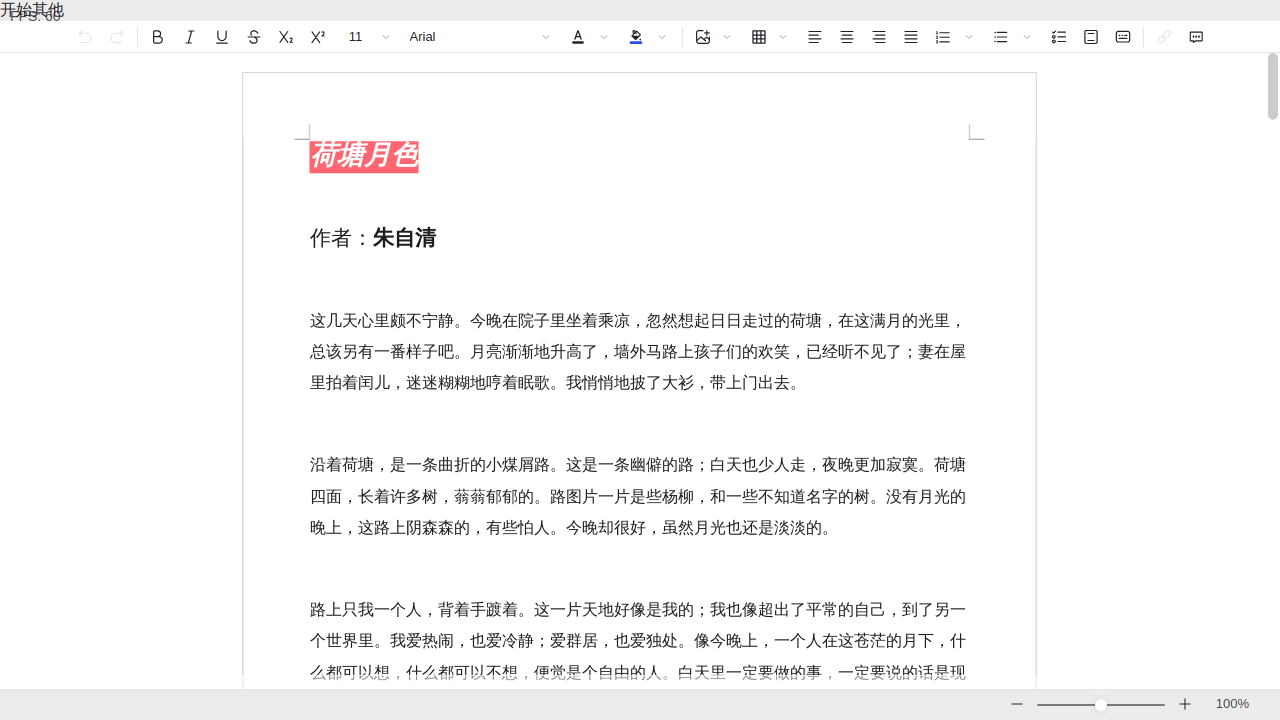 开始其他
FPS: 60
11
Arial
荷塘月色
作者：朱自清
这几天心里颇不宁静。今晚在院子里坐着乘凉，忽然想起日日走过的荷塘，在这满月的光里，
总该另有一番样子吧。月亮渐渐地升高了，墙外马路上孩子们的欢笑，已经听不见了；妻在屋
里拍着闰儿，迷迷糊糊地哼着眠歌。我悄悄地披了大衫，带上门出去。
沿着荷塘，是一条曲折的小煤屑路。这是一条幽僻的路；白天也少人走，夜晚更加寂寞。荷塘
四面，长着许多树，蓊蓊郁郁的。路图片一片是些杨柳，和一些不知道名字的树。没有月光的
晚上，这路上阴森森的，有些怕人。今晚却很好，虽然月光也还是淡淡的。
路上只我一个人，背着手踱着。这一片天地好像是我的；我也像超出了平常的自己，到了另一
个世界里。我爱热闹，也爱冷静；爱群居，也爱独处。像今晚上，一个人在这苍茫的月下，什
么都可以想，什么都可以不想，便觉是个自由的人。白天里一定要做的事，一定要说的话是现
100%